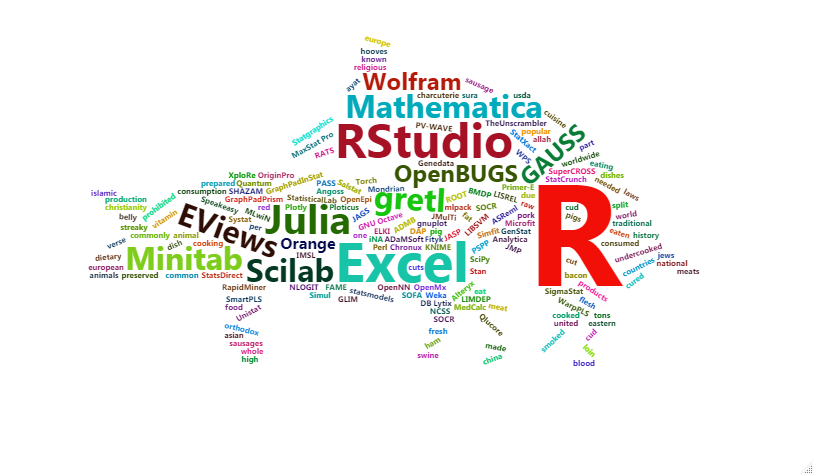 europe
hooves
known
religious
ayat
Wolfram
sausage
charcuterie
sura
usda
Mathematica
cuisine
Statgraphics
PV-WAVE
TheUnscrambler
popular
allah
StatXact
MaxStat Pro
RATS
RStudio
WPS
GAUSS
part
worldwide
Genedata
eating
XploRe
OriginPro
OpenBUGS
SuperCROSS
dishes
StatCrunch
needed
laws
prepared
Quantum
GraphPadInStat
PASS
Salstat
Torch
Mondrian
Primer-E
islamic
consumption
SHAZAM
Angoss
gretl
ROOT
BMDP
LISREL
raw
cud
production
prohibited
GraphPadPrism
StatisticalLab
OpenEpi
christianity
Speakeasy
red
Plotly
Ploticus
mlpack
SOCR
pigs
split
belly
vitamin
EViews
MLwiN
Julia
JAGS
JMulTi
fat
ASReml
pork
Microfit
world
streaky
Systat
GNU Octave
ADMB
gnuplot
LIBSVM
traditional
per
one
ELKI
DAP
pig
JASP
Simfit
GenStat
eaten
history
commonly
animal
Orange
iNA
ADaMSoft
Fityk
PSPP
Analytica
R
consumed
verse
dich
cooking
IMSL
Perl
Chronux
KNIME
JMP
undercooked
dietary
Minitab
Scilab
Excel
SciPy
cut
jews
european
cuts
Stan
countries
national
animals
preserved
common
StatsDirect
bacon
cured
meats
RapidMiner
NLOGIT
FAME
statsmodels
OpenNN
OpenMx
Alteryx
eat
SigmaStat
products
SmartPLS
Simul
GLIM
SOFA
Weka
LIMDEP
flesh
food
DB Lytix
MedCalc
meat
WarpPLS
Unistat
NCSS
cooked
tons
SOCR
Qlucore
united
eastern
orthodox
fresh
asian
cud
sausages
ham
made
smoked
whole
swine
loin
high
china
blood